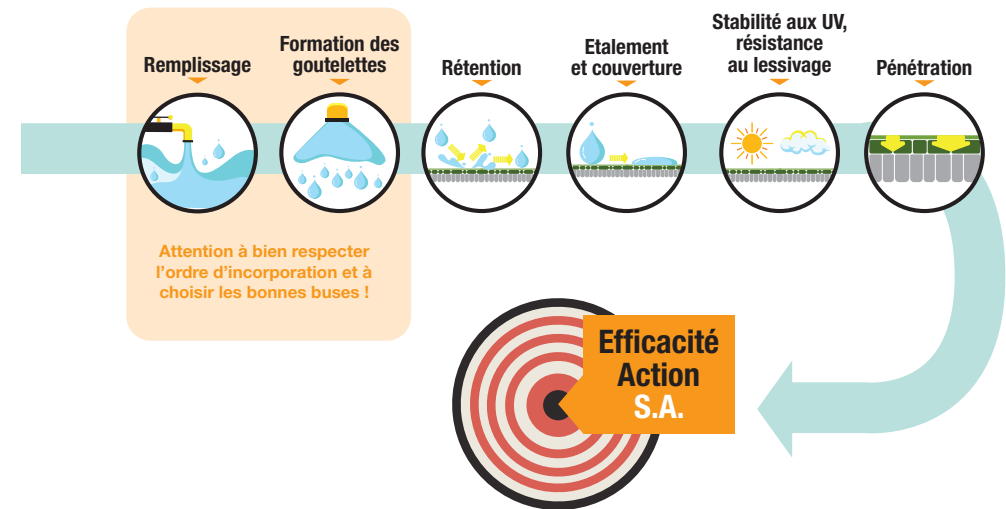 Remplissage
Formation des
goutelettes
Rétention
Etalement
et couverture
Stabilité aux UV,
résistance
au lessivage
Pénétration
Attention à bien respecter
l’ordre d’incorporation et à
choisir les bonnes buses !
Efficacité
Action
S.A.